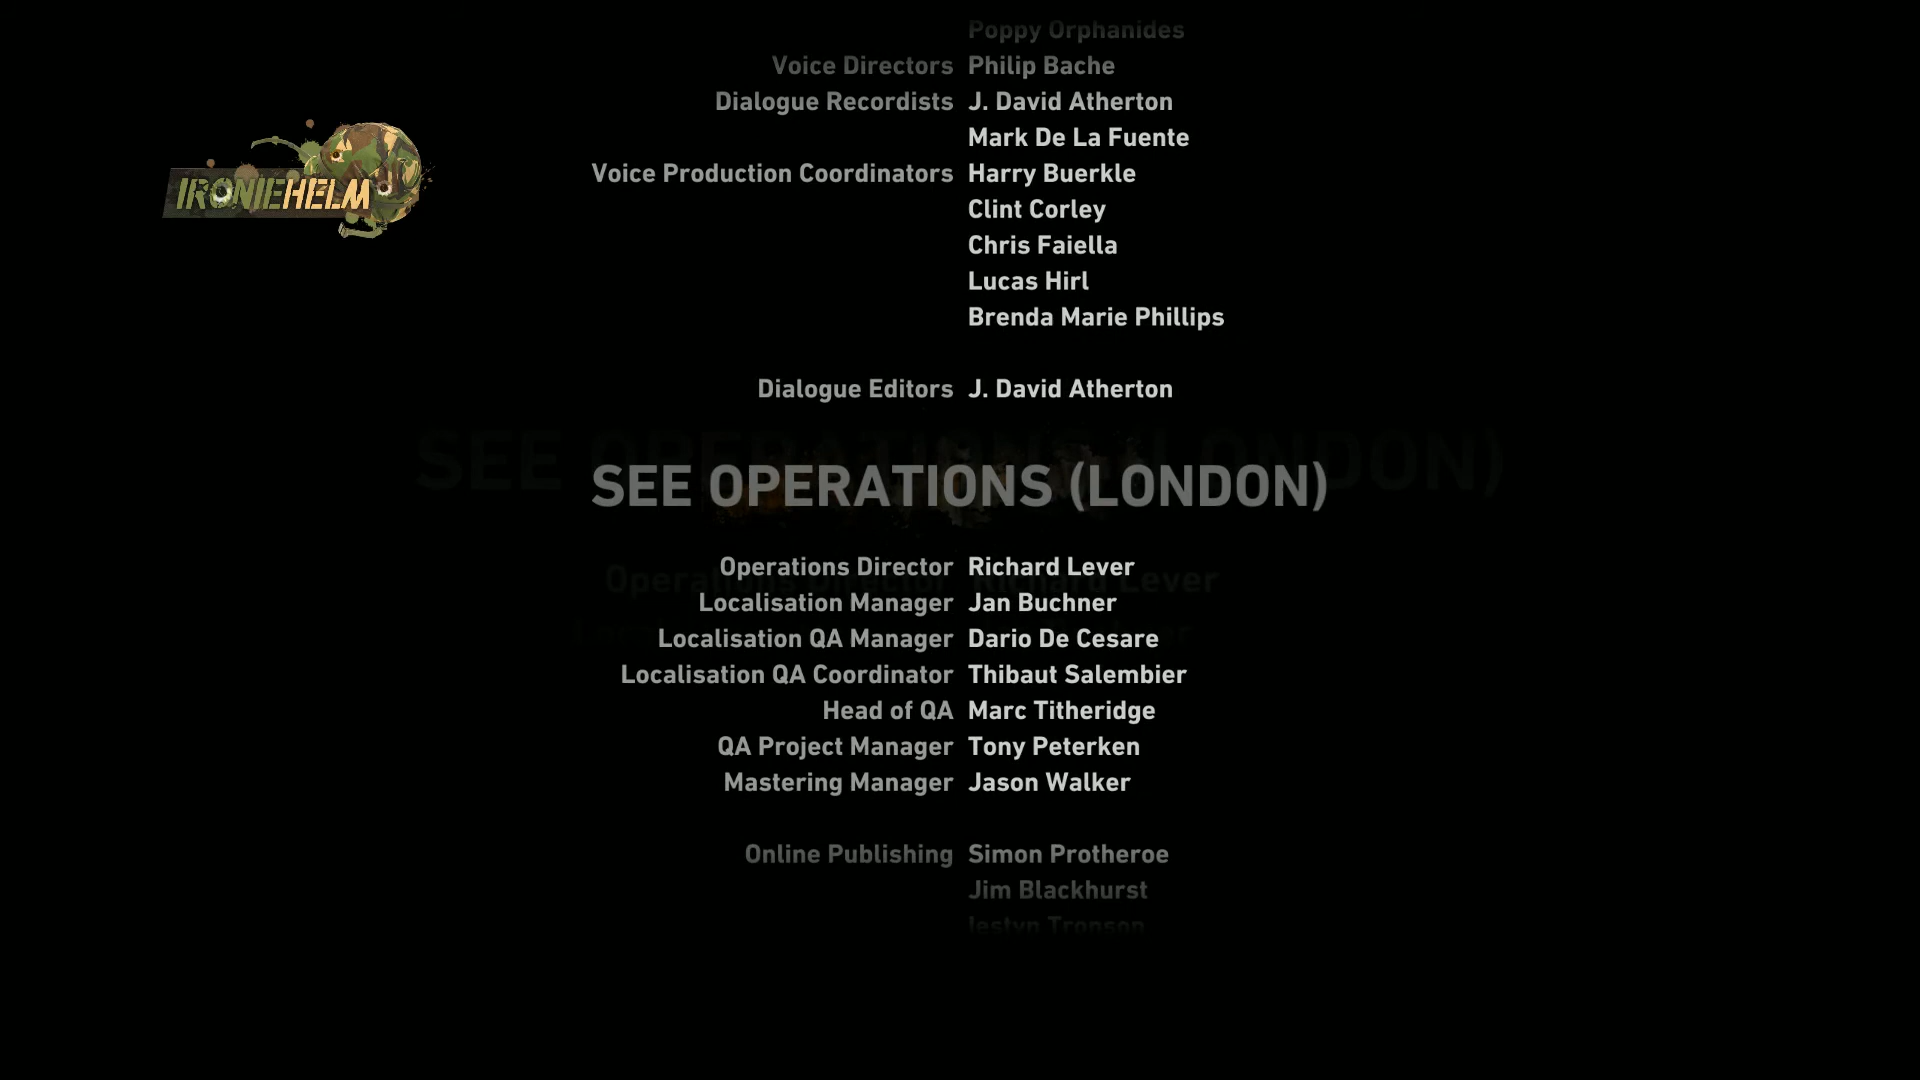 Poppy Orphanides
Voice Directors Philip Bache
Dialogue Recordists J. David Atherton
Mark De La Fuente
IRONIEHELM
Voice Production Coordinators Harry Buerkle
Clint Corley
Chris Faiella
Lucas Hirl
Brenda Marie Phillips
Dialogue Editors J. David Atherton
SEE OPERATIONS (LONDON)
Operations Director Richard Lever
Localisation Manager Jan Buchner
Localisation QA Manager Dario De Cesare
Localisation QA Coordinator Thibaut Salembier
Head of QA Marc Titheridge
QA Project Manager Tony Peterken
Mastering Manager Jason Walker
Online Publishing Simon Protheroe
Jim Blackhurst
Iestyn Tronson